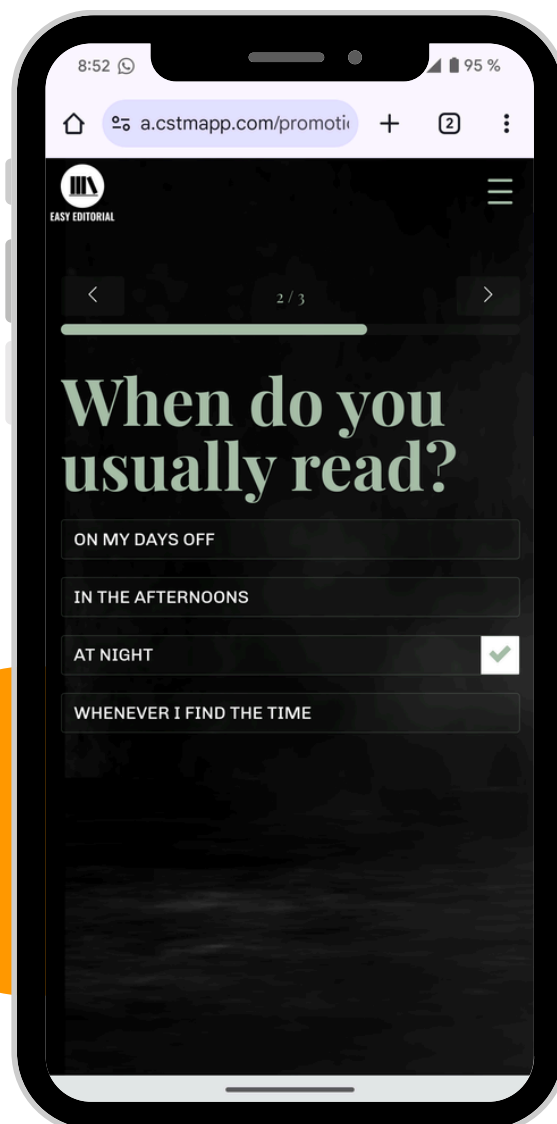 8:52 95 %
a.cstmapp.com/promoti 2
EASY EDITORIAL
2 / 3
When do you
usually read?
ON MY DAYS OFF
IN THE AFTERNOONS
AT NIGHT
WHENEVER I FIND THE TIME